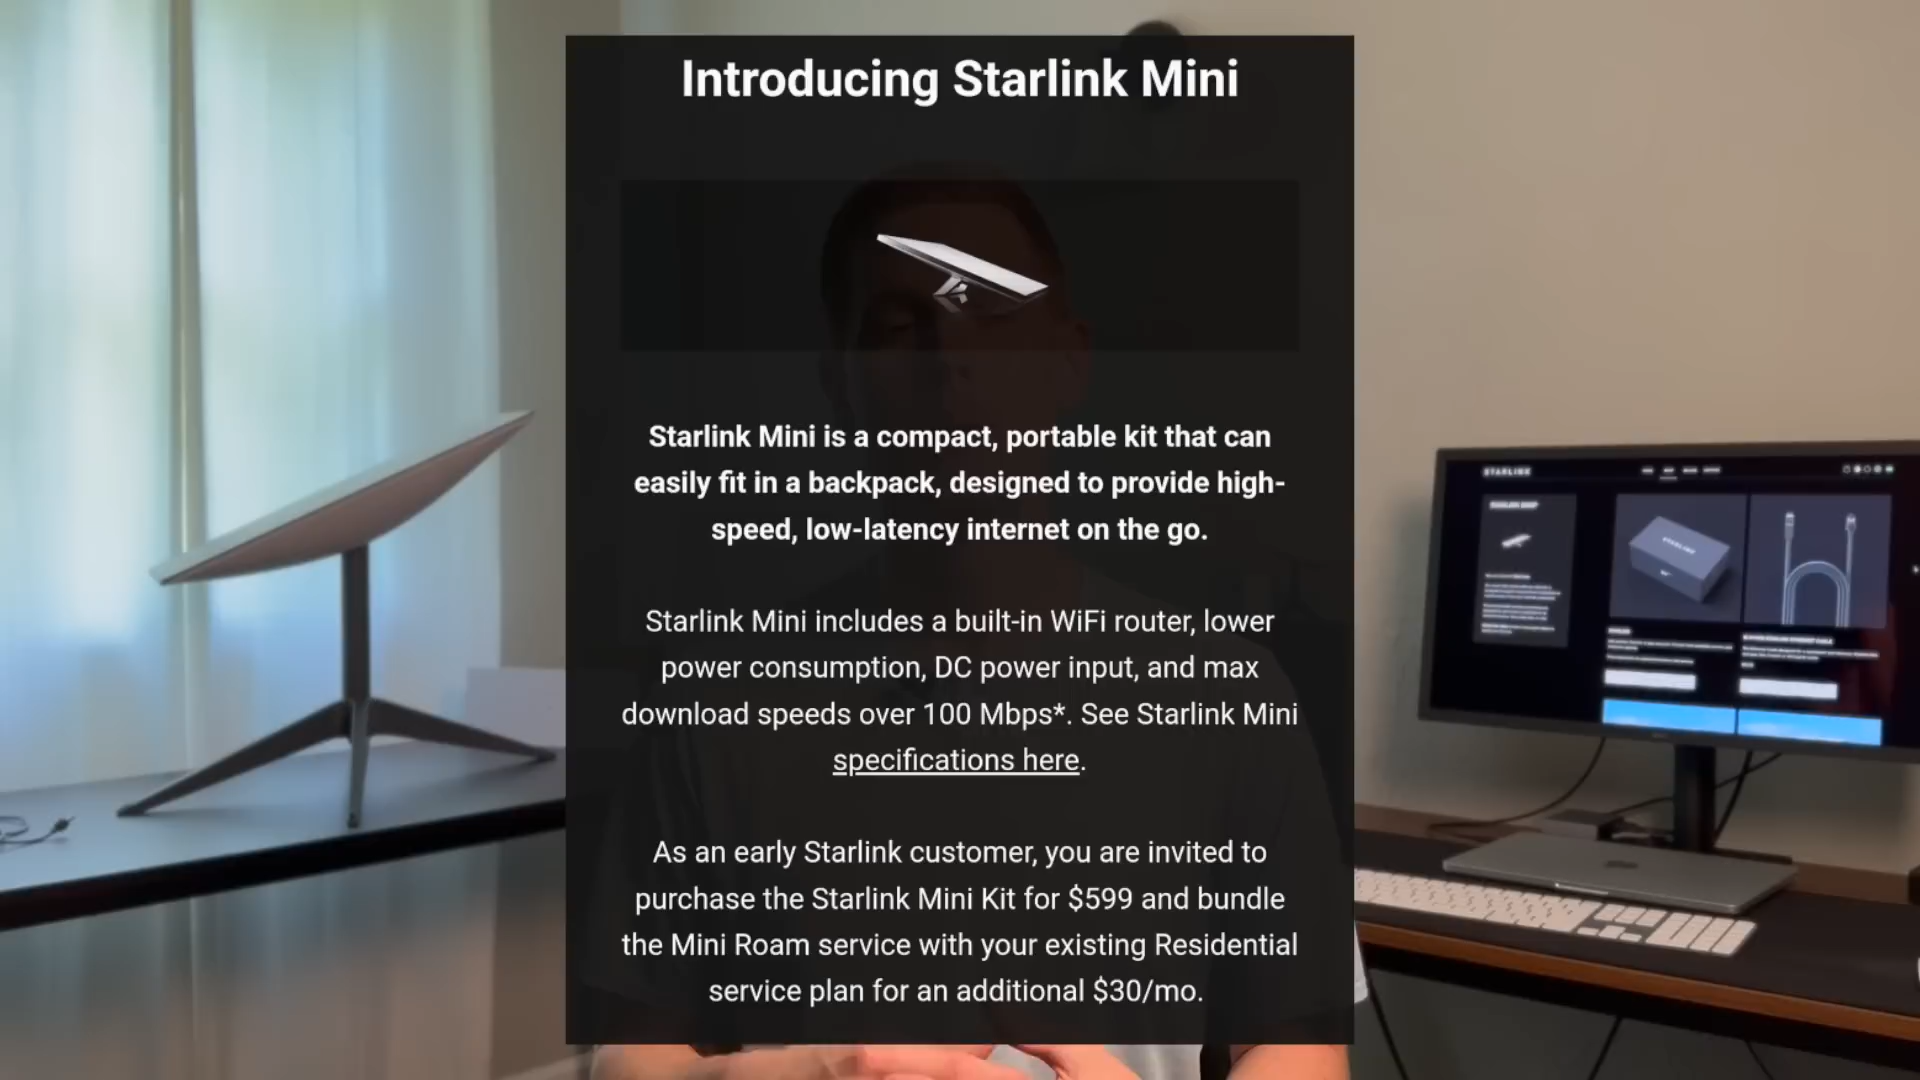 Introducing Starlink Mini
Starlink Mini is a compact, portable kit that can
easily fit in a backpack, designed to provide high-
speed, low-latency internet on the go.
Starlink Mini includes a built-in WiFi router, lower
power consumption, DC power input, and max
download speeds over 100 Mbps*. See Starlink Mini
specifications here.
As an early Starlink customer, you are invited to
purchase the Starlink Mini Kit for $599 and bundle
the Mini Roam service with your existing Residential
service plan for an additional $30/mo.
STARLINK